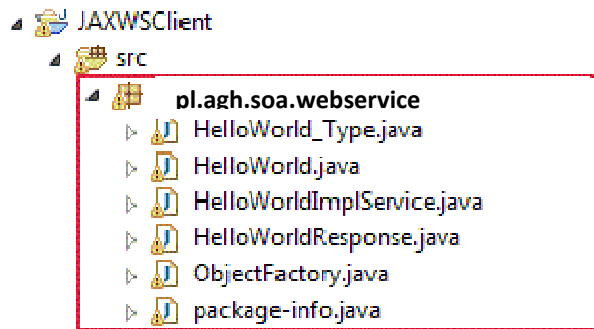 JAXWSClient
src
pl.agh.soa.webservice
HelloWorld_Type.java
HelloWorld.java
HelloWorldImplService.java
HelloWorldResponse.java
ObjectFactory.java
package-info.java